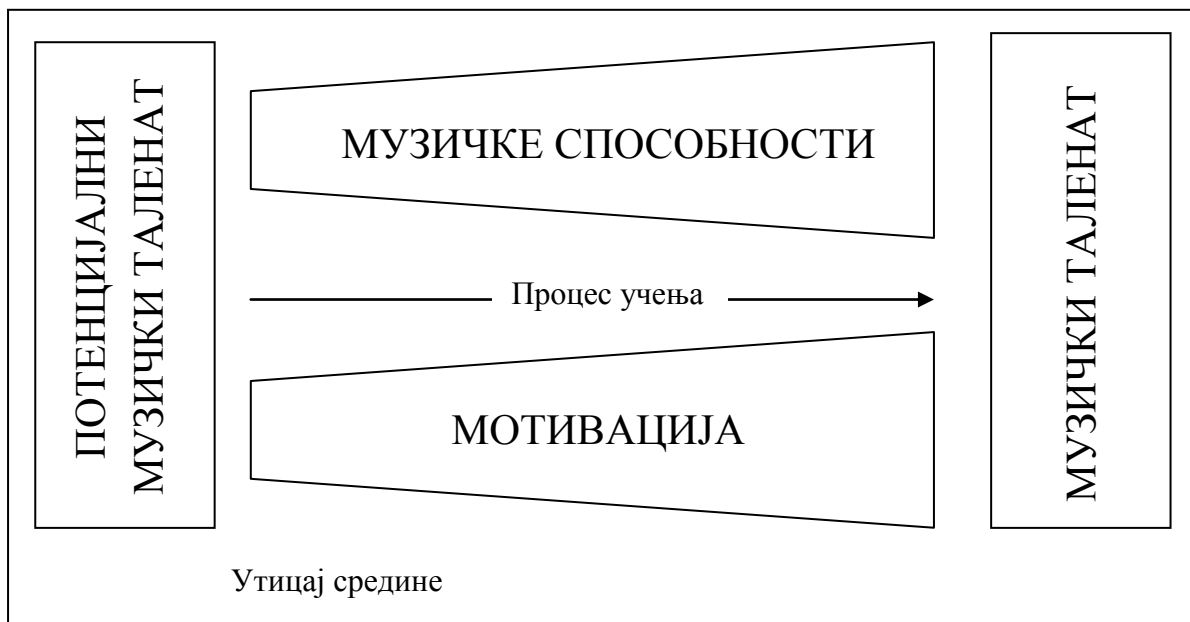 ПОТЕНЦИЈАЛНИ
МУЗИЧКИ ТАЛЕНАТ
МУЗИЧКЕ СПОСОБНОСТИ
Процес учења
МОТИВАЦИЈА
МУЗИЧКИ ТАЛЕНАТ
Утицај средине